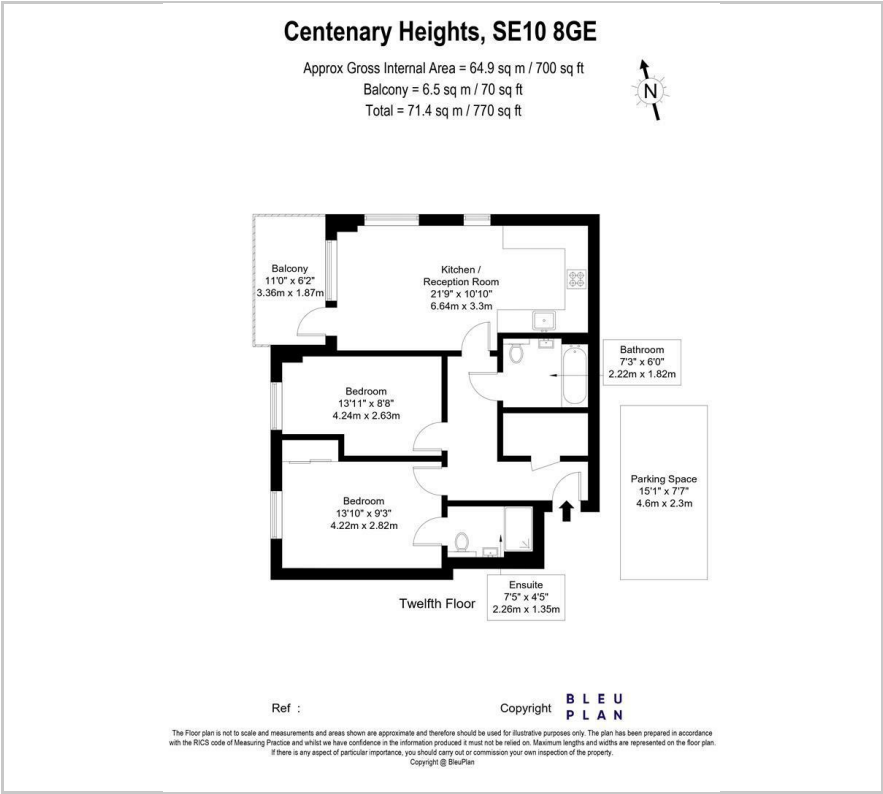 Centenary Heights, SE10 8GE
Approx Gross Internal Area = 64.9 sq m / 700 sq ft
Balcony = 6.5 sq m / 70 sq ft
Total = 71.4 sq m / 770 sq ft
N
Balcony
11'0" x 6'2"
3.36m x 1.87m
Kitchen /
Reception Room
21'9" x 10'10"
6.64m x 3.3m
Bathroom
7'3" x 6'0"
2.22m x 1.82m
Bedroom
13'11" x 8'8"
4.24m x 2.63m
Bedroom
13'10" x 9'3"
4.22m x 2.82m
Parking Space
15'1" x 7'7"
4.6m x 2.3m
Ensuite
7'5" x 4'5"
2.26m x 1.35m
Twelfth Floor
Ref :
Copyright
BLEU
PLAN
The Floor plan is not to scale and measurements and areas shown are approximate and therefore should be used for illustrative purposes only. The plan has been prepared in accordance
with the RICS code of Measuring Practice and whilst we have confidence in the information produced it must not be relied on. Maximum lengths and widths are represented on the floor plan.
If there is any aspect of particular importance, you should carry out or commission your own inspection of the property.
Copyright @ BleuPlan